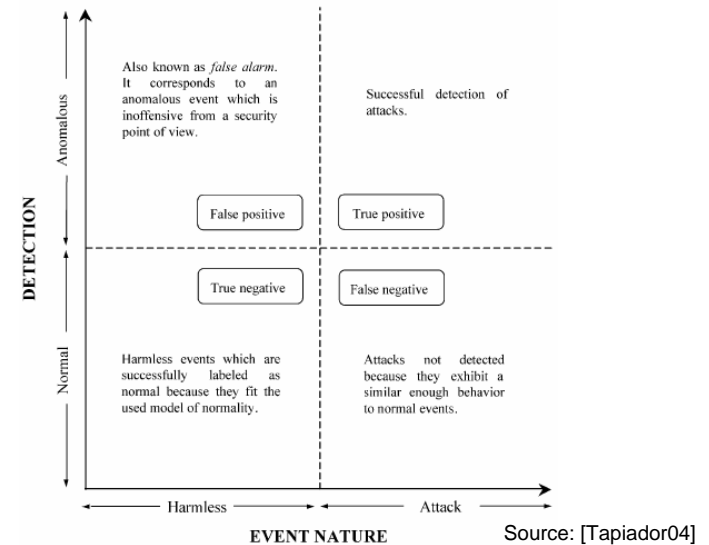 Also known as false alarm.
It corresponds to an
anomalous event which is
inoffensive from a security
point of view.
Successful detection of
attacks.
Anomalous
DETECTION
Normal
False positive
True positive
True negative
False negative
Harmless events which are
successfully labeled as
normal because they fit the
used model of normality.
Attacks not detected
because they exhibit a
similar enough behavior
to normal events.
Harmless
Attack
EVENT NATURE
Source: [Tapiador04]